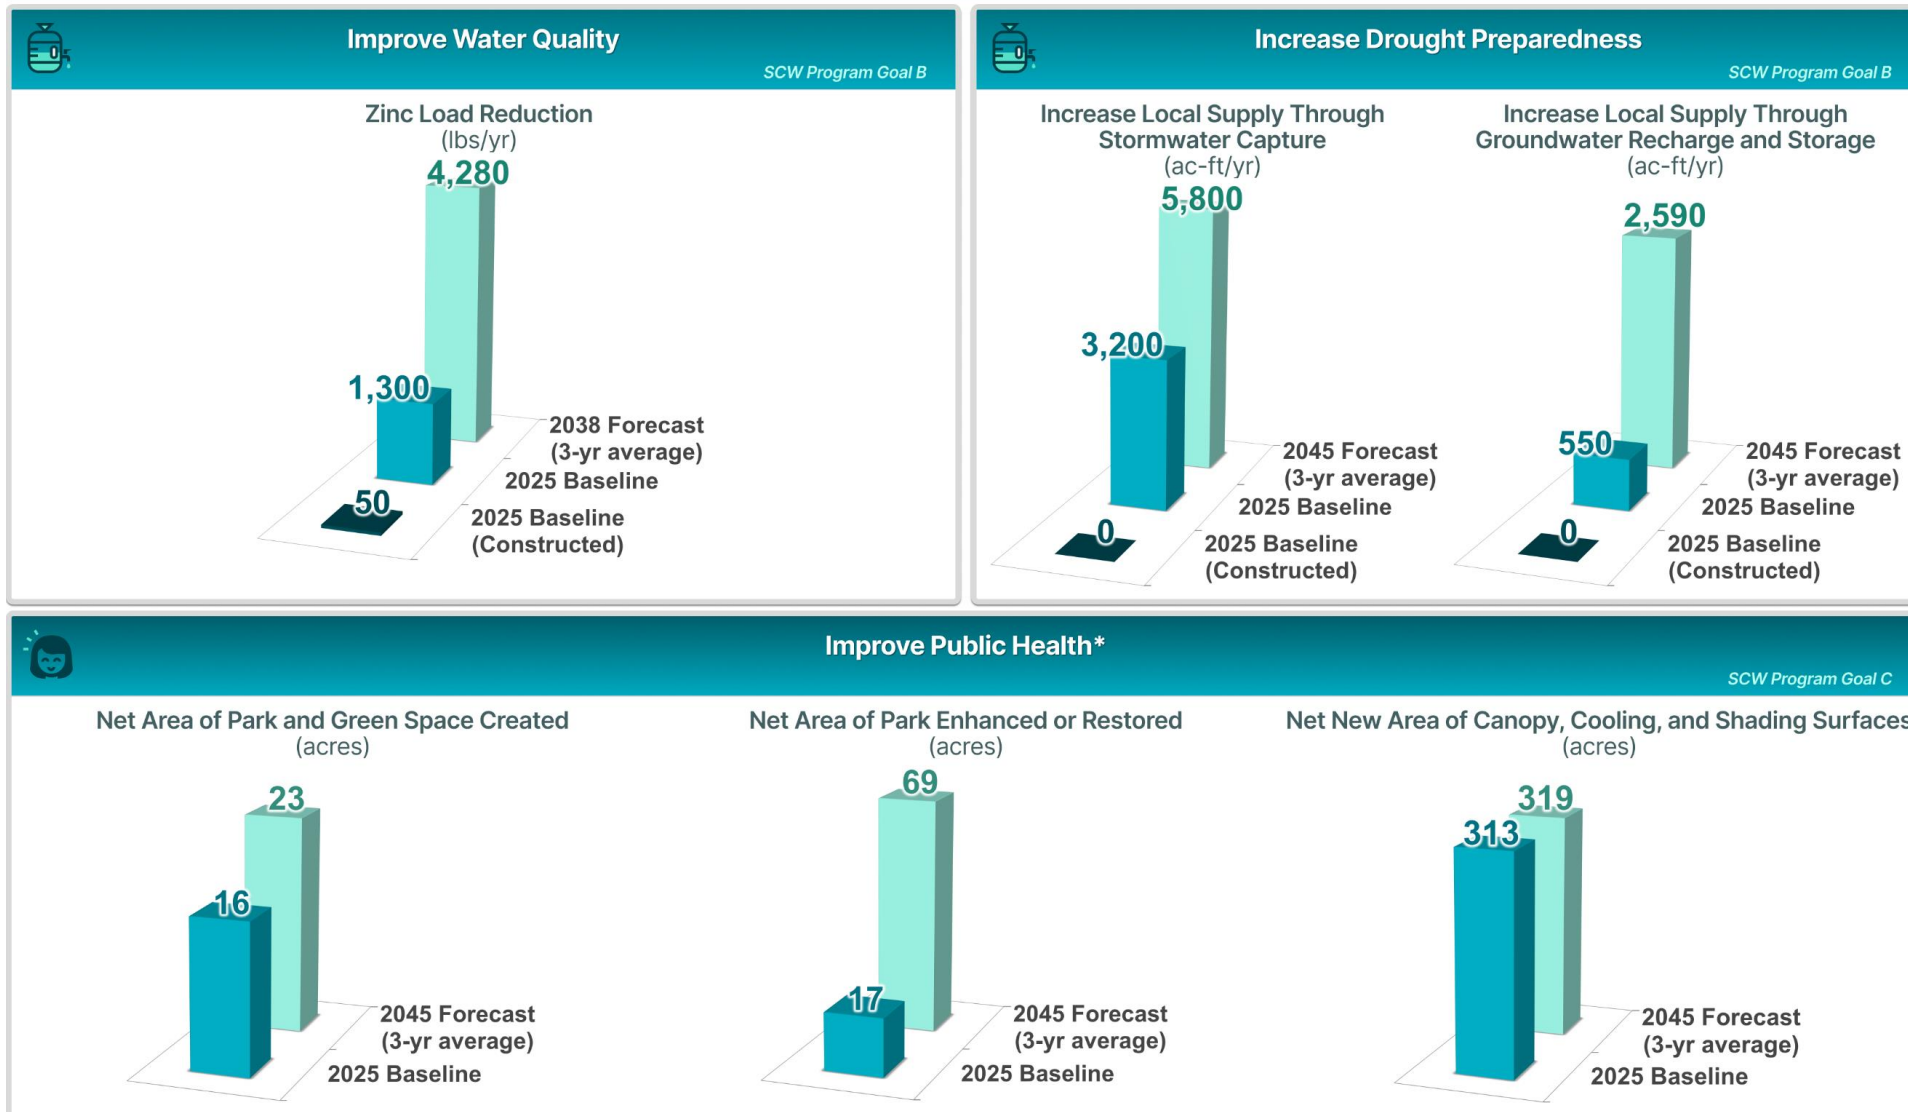 Improve Water Quality
SCW Program Goal B
Zinc Load Reduction
(lbs/yr)
4,280
1,300
50
2038 Forecast
(3-yr average)
2025 Baseline
2025 Baseline
(Constructed)
Increase Drought Preparedness
SCW Program Goal B
Increase Local Supply Through
Stormwater Capture
(ac-ft/yr)
5,800
3,200
0
2045 Forecast
(3-yr average)
2025 Baseline
2025 Baseline
(Constructed)
Increase Local Supply Through
Groundwater Recharge and Storage
(ac-ft/yr)
2,590
550
0
2045 Forecast
(3-yr average)
2025 Baseline
2025 Baseline
(Constructed)
Improve Public Health*
SCW Program Goal C
Net Area of Park and Green Space Created
(acres)
23
16
2045 Forecast
(3-yr average)
2025 Baseline
Net Area of Park Enhanced or Restored
(acres)
69
17
2045 Forecast
(3-yr average)
2025 Baseline
Net New Area of Canopy, Cooling, and Shading Surfaces
(acres)
319
313
2045 Forecast
(3-yr average)
2025 Baseline